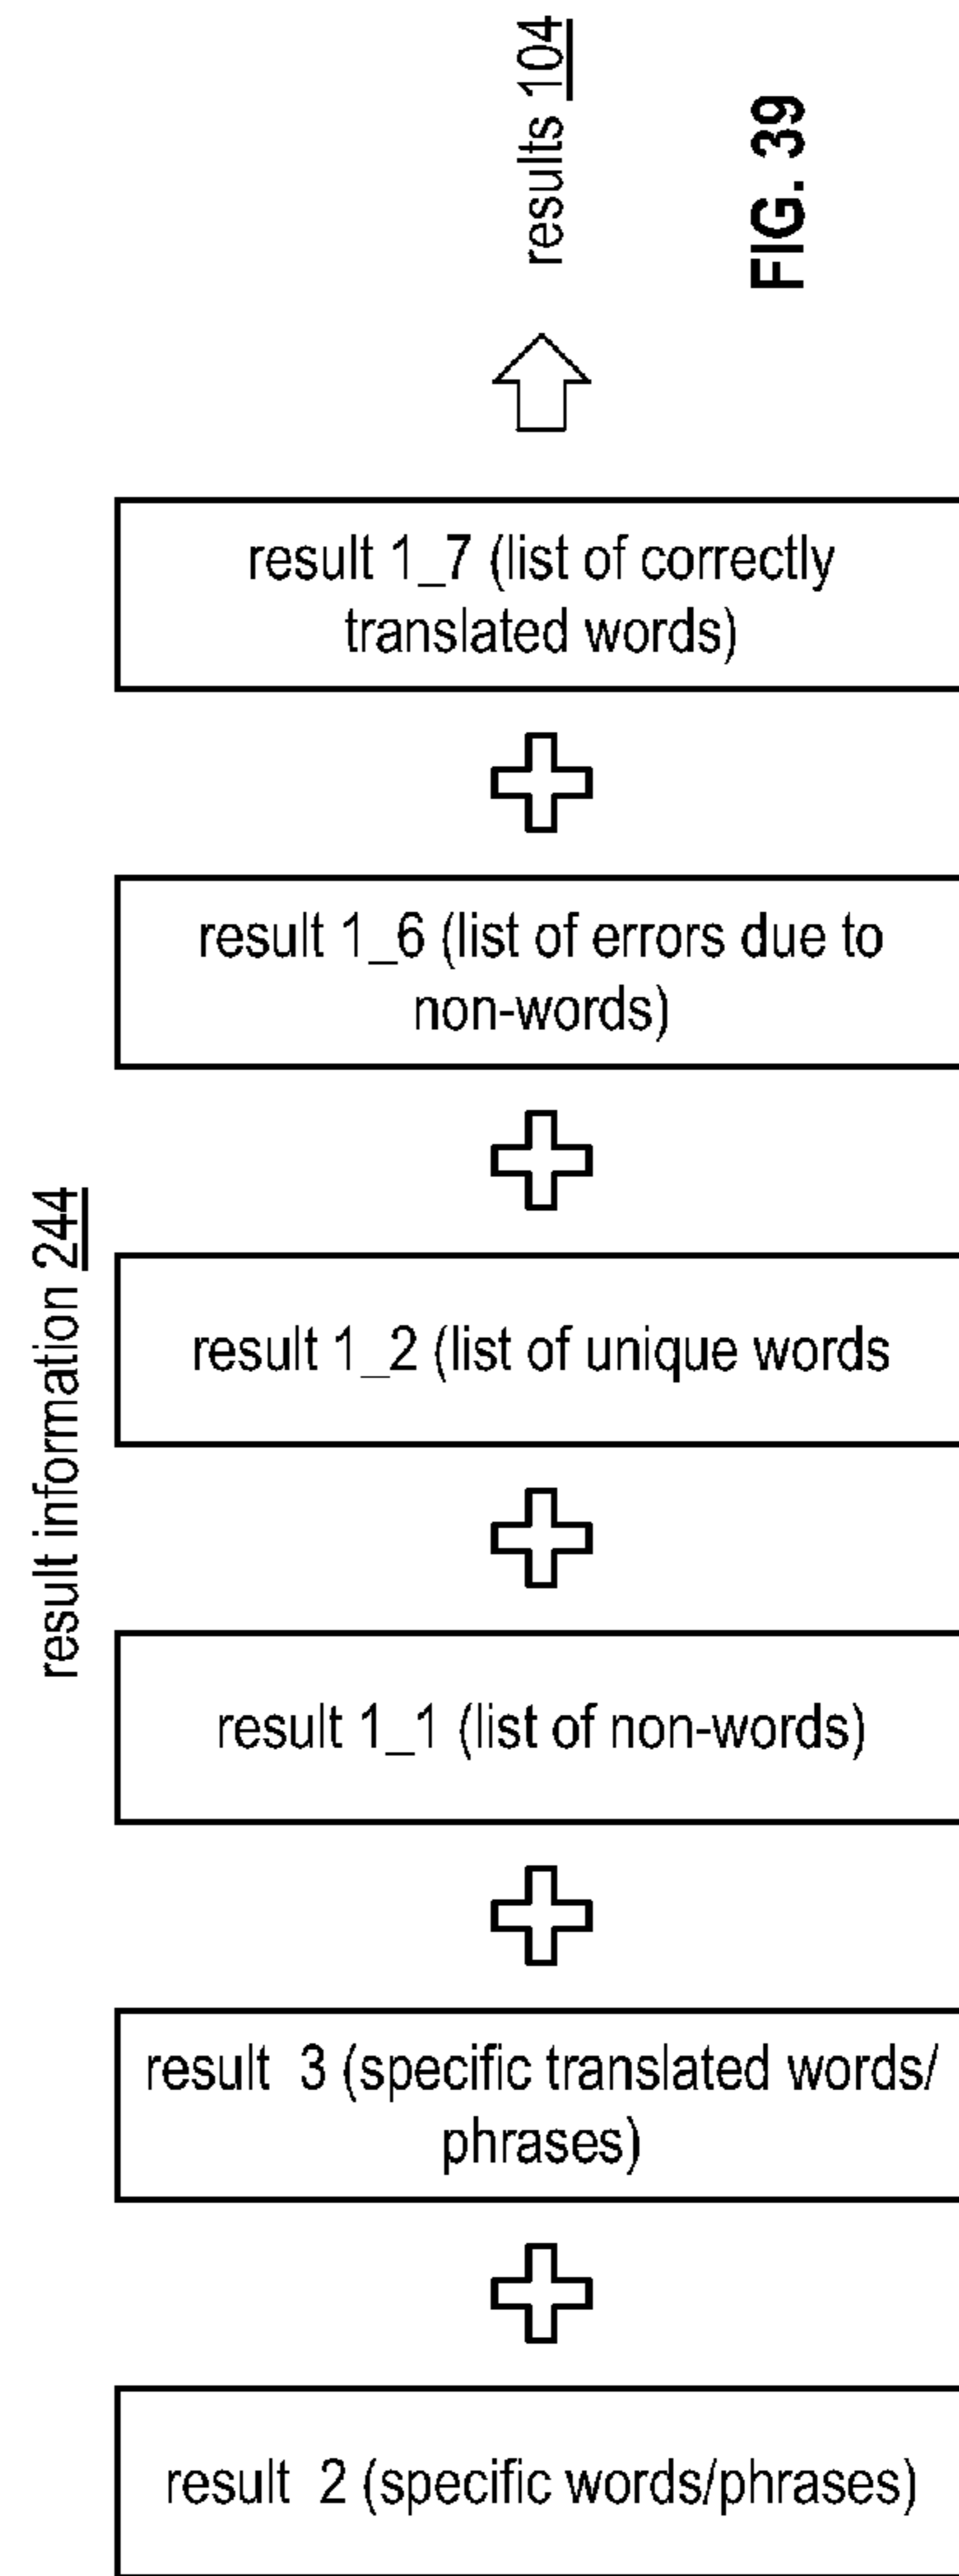 results 104
FIG. 39
result 1_7 (list of correctly
translated words)
result 1_6 (list of errors due to
non-words)
result information 244
result 1_2 (list of unique words
result 1_1 (list of non-words)
result 3 (specific translated words/
phrases)
result 2 (specific words/phrases)